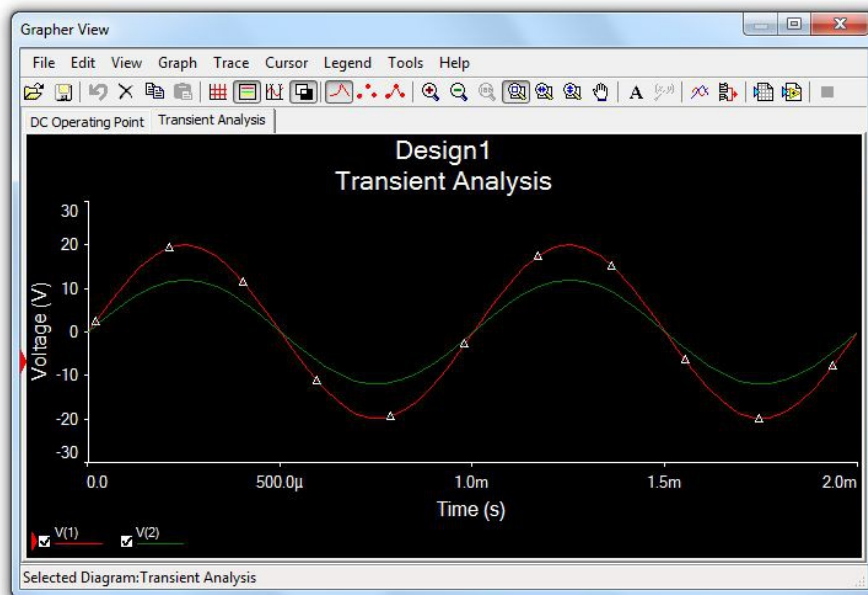 Grapher View
File Edit View Graph Trace Cursor Legend Tools Help
A
DC Operating Point Transient Analysis
Design1
Transient Analysis
Voltage (V)
30
20
10
0
-10
-20
-30
0.0 500.0µ 1.0m 1.5m 2.0m
Time (s)
V(1) V(2)
Selected Diagram:Transient Analysis